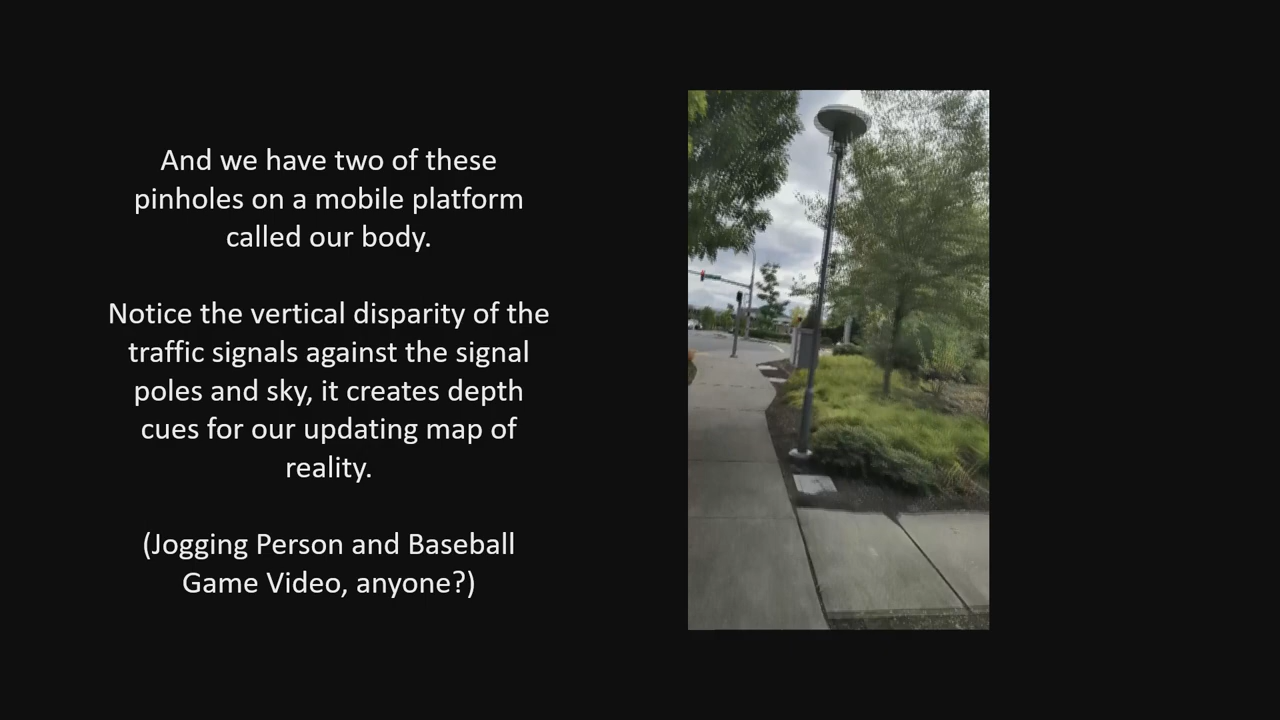 And we have two of these
pinholes on a mobile platform
called our body.
Notice the vertical disparity of the
traffic signals against the signal
poles and sky, it creates depth
cues for our updating map of
reality.
(Jogging Person and Baseball
Game Video, anyone?)